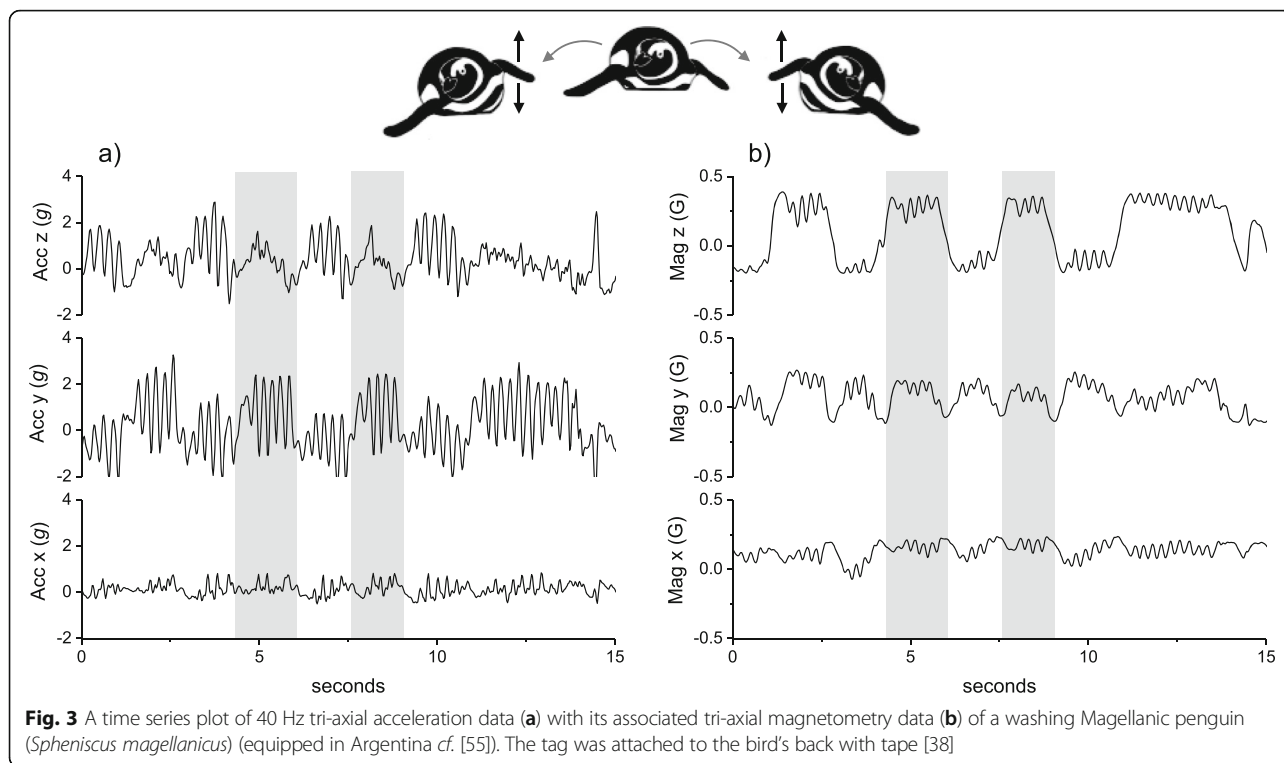 a)
b)
4
2
0
-2
Acc z (g)
4
2
0
-2
Acc y (g)
4
2
0
-2
Acc x (g)
0
5
10
15
seconds
0.5
0.0
-0.5
Mag z (G)
0.5
0.0
-0.5
Mag y (G)
0.5
0.0
-0.5
Mag x (G)
0
5
10
15
seconds
Fig. 3 A time series plot of 40 Hz tri-axial acceleration data (a) with its associated tri-axial magnetometry data (b) of a washing Magellanic penguin
(Spheniscus magellanicus) (equipped in Argentina cf. [55]). The tag was attached to the bird's back with tape [38]